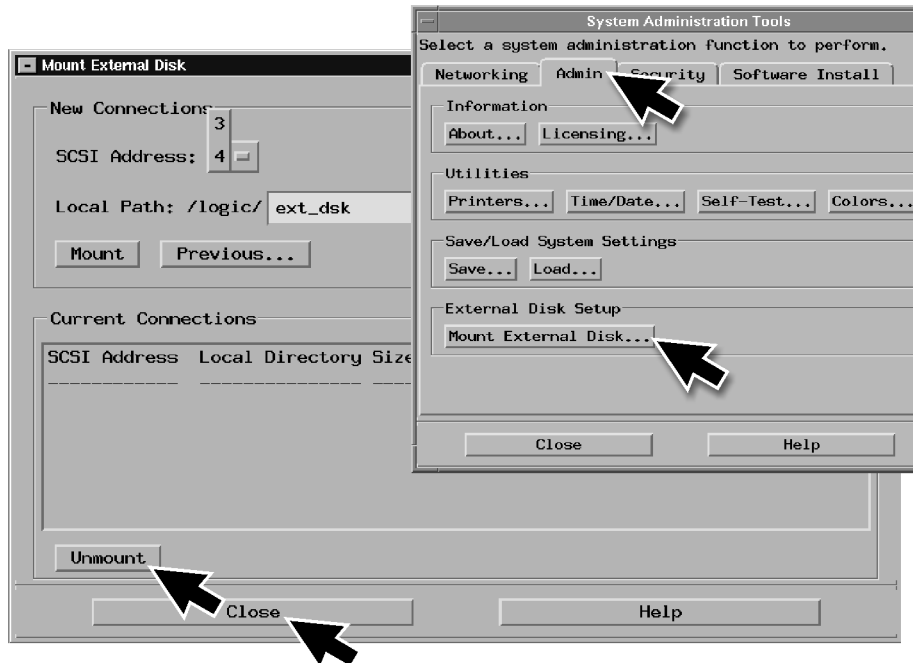 System Administration Tools
Select a system administration function to perform.
Networking Admin Security Software Install
Information
About... Licensing...
Utilities
Printers... Time/Date... Self-Test... Colors...
Save/Load System Settings
Save... Load...
External Disk Setup
Mount External Disk...
Close Help
Mount External Disk
New Connections
3
SCSI Address: 4
Local Path: /logic/ ext_dsk
Mount Previous...
Current Connections
SCSI Address Local Directory Size
Unmount
Close Help